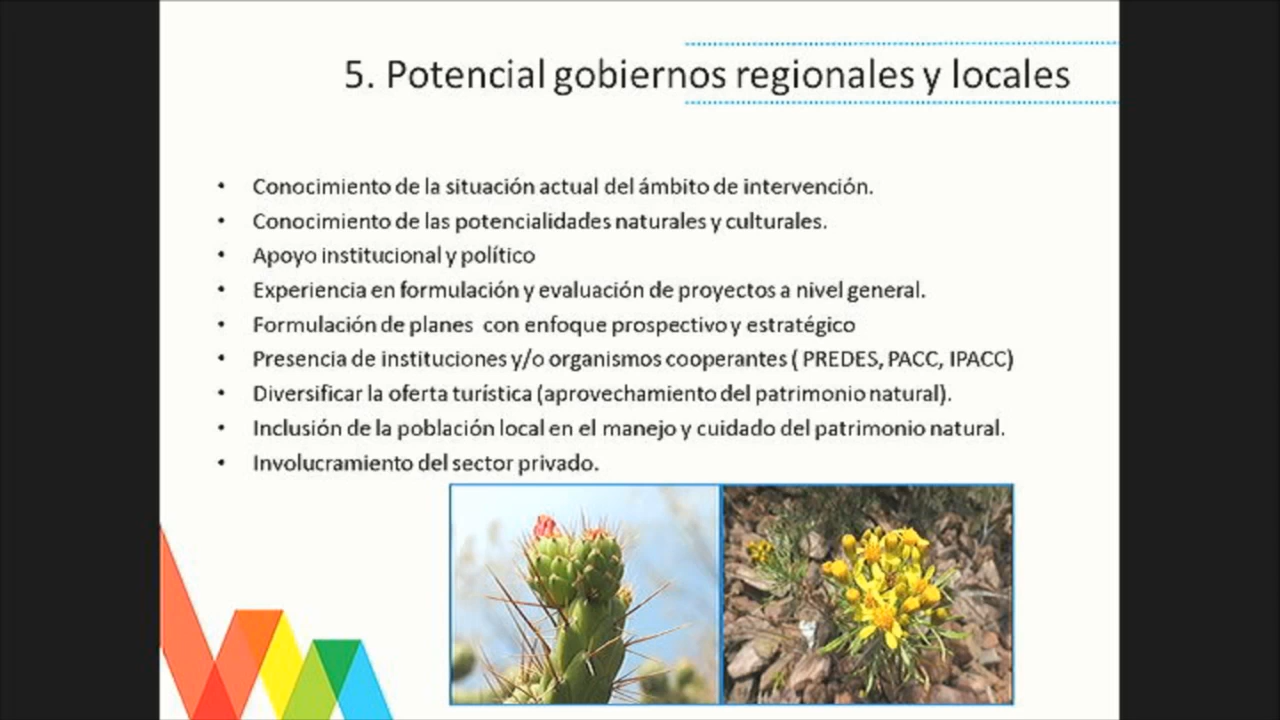 5. Potencial gobiernos regionales y locales
• Conocimiento de la situación actual del ámbito de intervención.
• Conocimiento de las potencialidades naturales y culturales.
• Apoyo institucional y político
• Experiencia en formulación y evaluación de proyectos a nivel general.
• Formulación de planes con enfoque prospectivo y estratégico
• Presencia de instituciones y/o organismos cooperantes ( PREDES, PACC, IPACC)
• Diversificar la oferta turística (aprovechamiento del patrimonio natural).
• Inclusión de la población local en el manejo y cuidado del patrimonio natural.
• Involucramiento del sector privado.